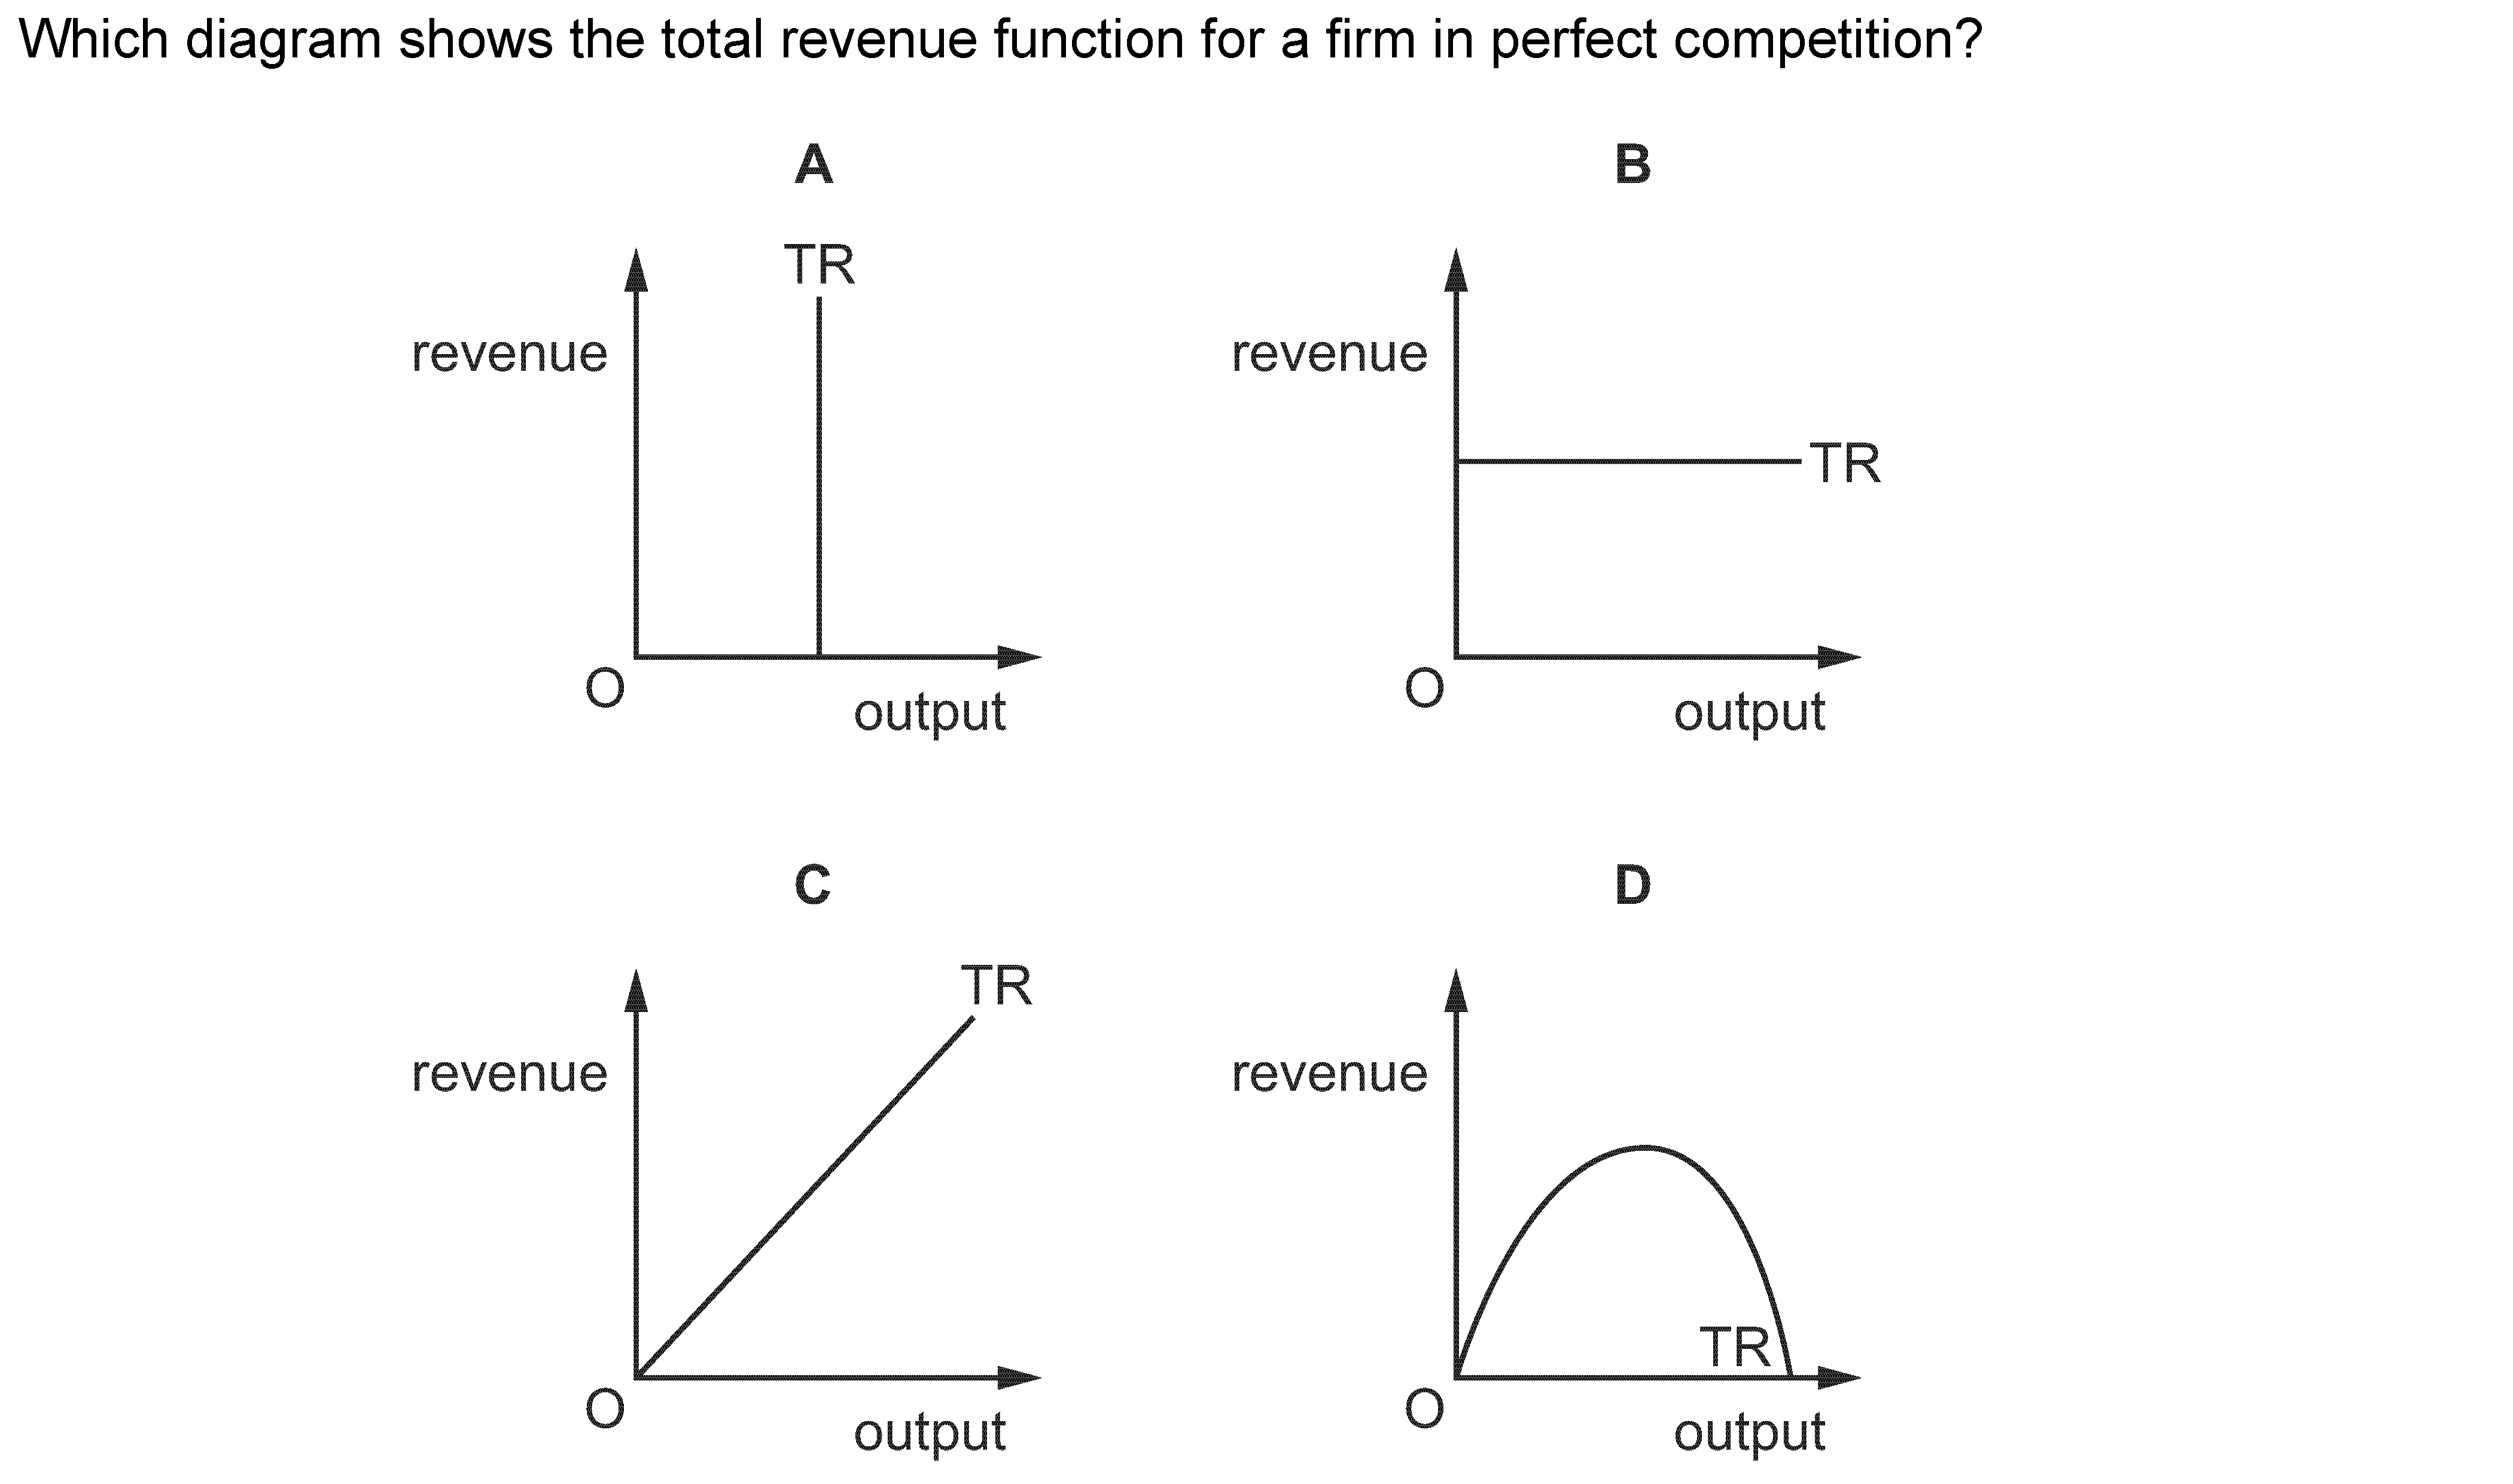 Which diagram shows the total revenue function for a firm in perfect competition?
A
B
TR
revenue
O
output
revenue
TR
O
output
C
D
TR
revenue
O
output
revenue
TR
O
output